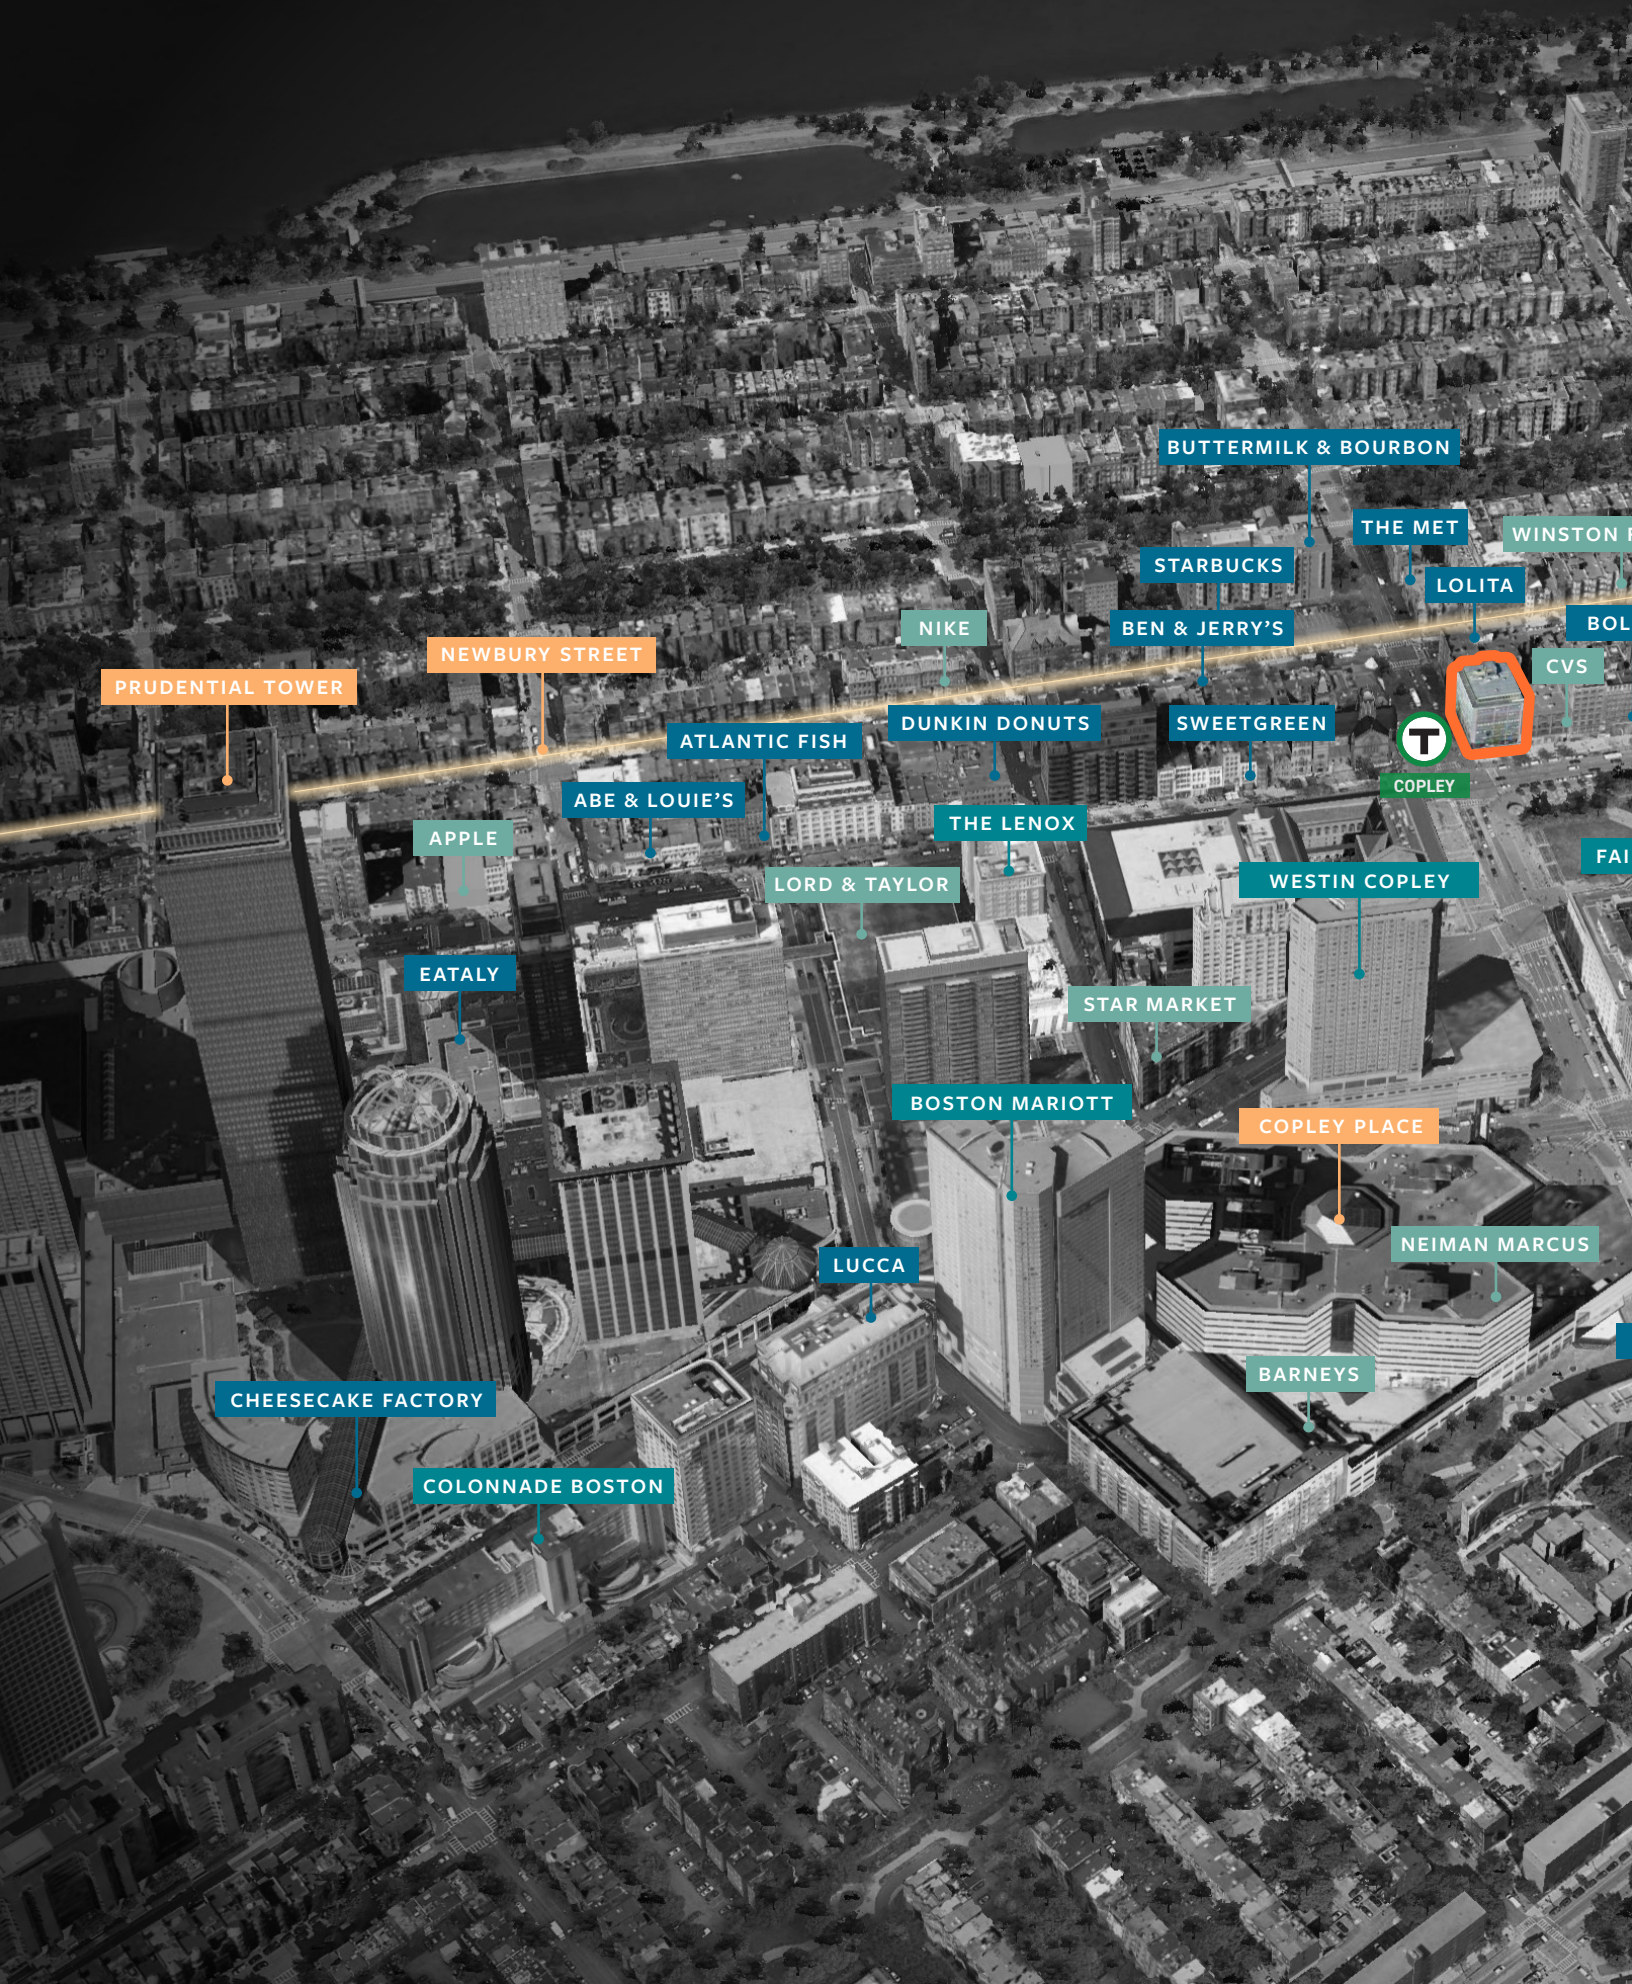 BUTTERMILK & BOURBON
THE MET
WINSTON
STARBUCKS
LOLITA
NIKE
BEN & JERRY'S
BOL
NEWBURY STREET
CVS
PRUDENTIAL TOWER
DUNKIN DONUTS
SWEETGREEN
ATLANTIC FISH
T
COPLEY
ABE & LOUIE'S
THE LENOX
APPLE
FAI
LORD & TAYLOR
WESTIN COPLEY
EATALY
STAR MARKET
BOSTON MARIOTT
COPLEY PLACE
NEIMAN MARCUS
LUCCA
BARNEYS
CHEESECAKE FACTORY
COLONNADE BOSTON